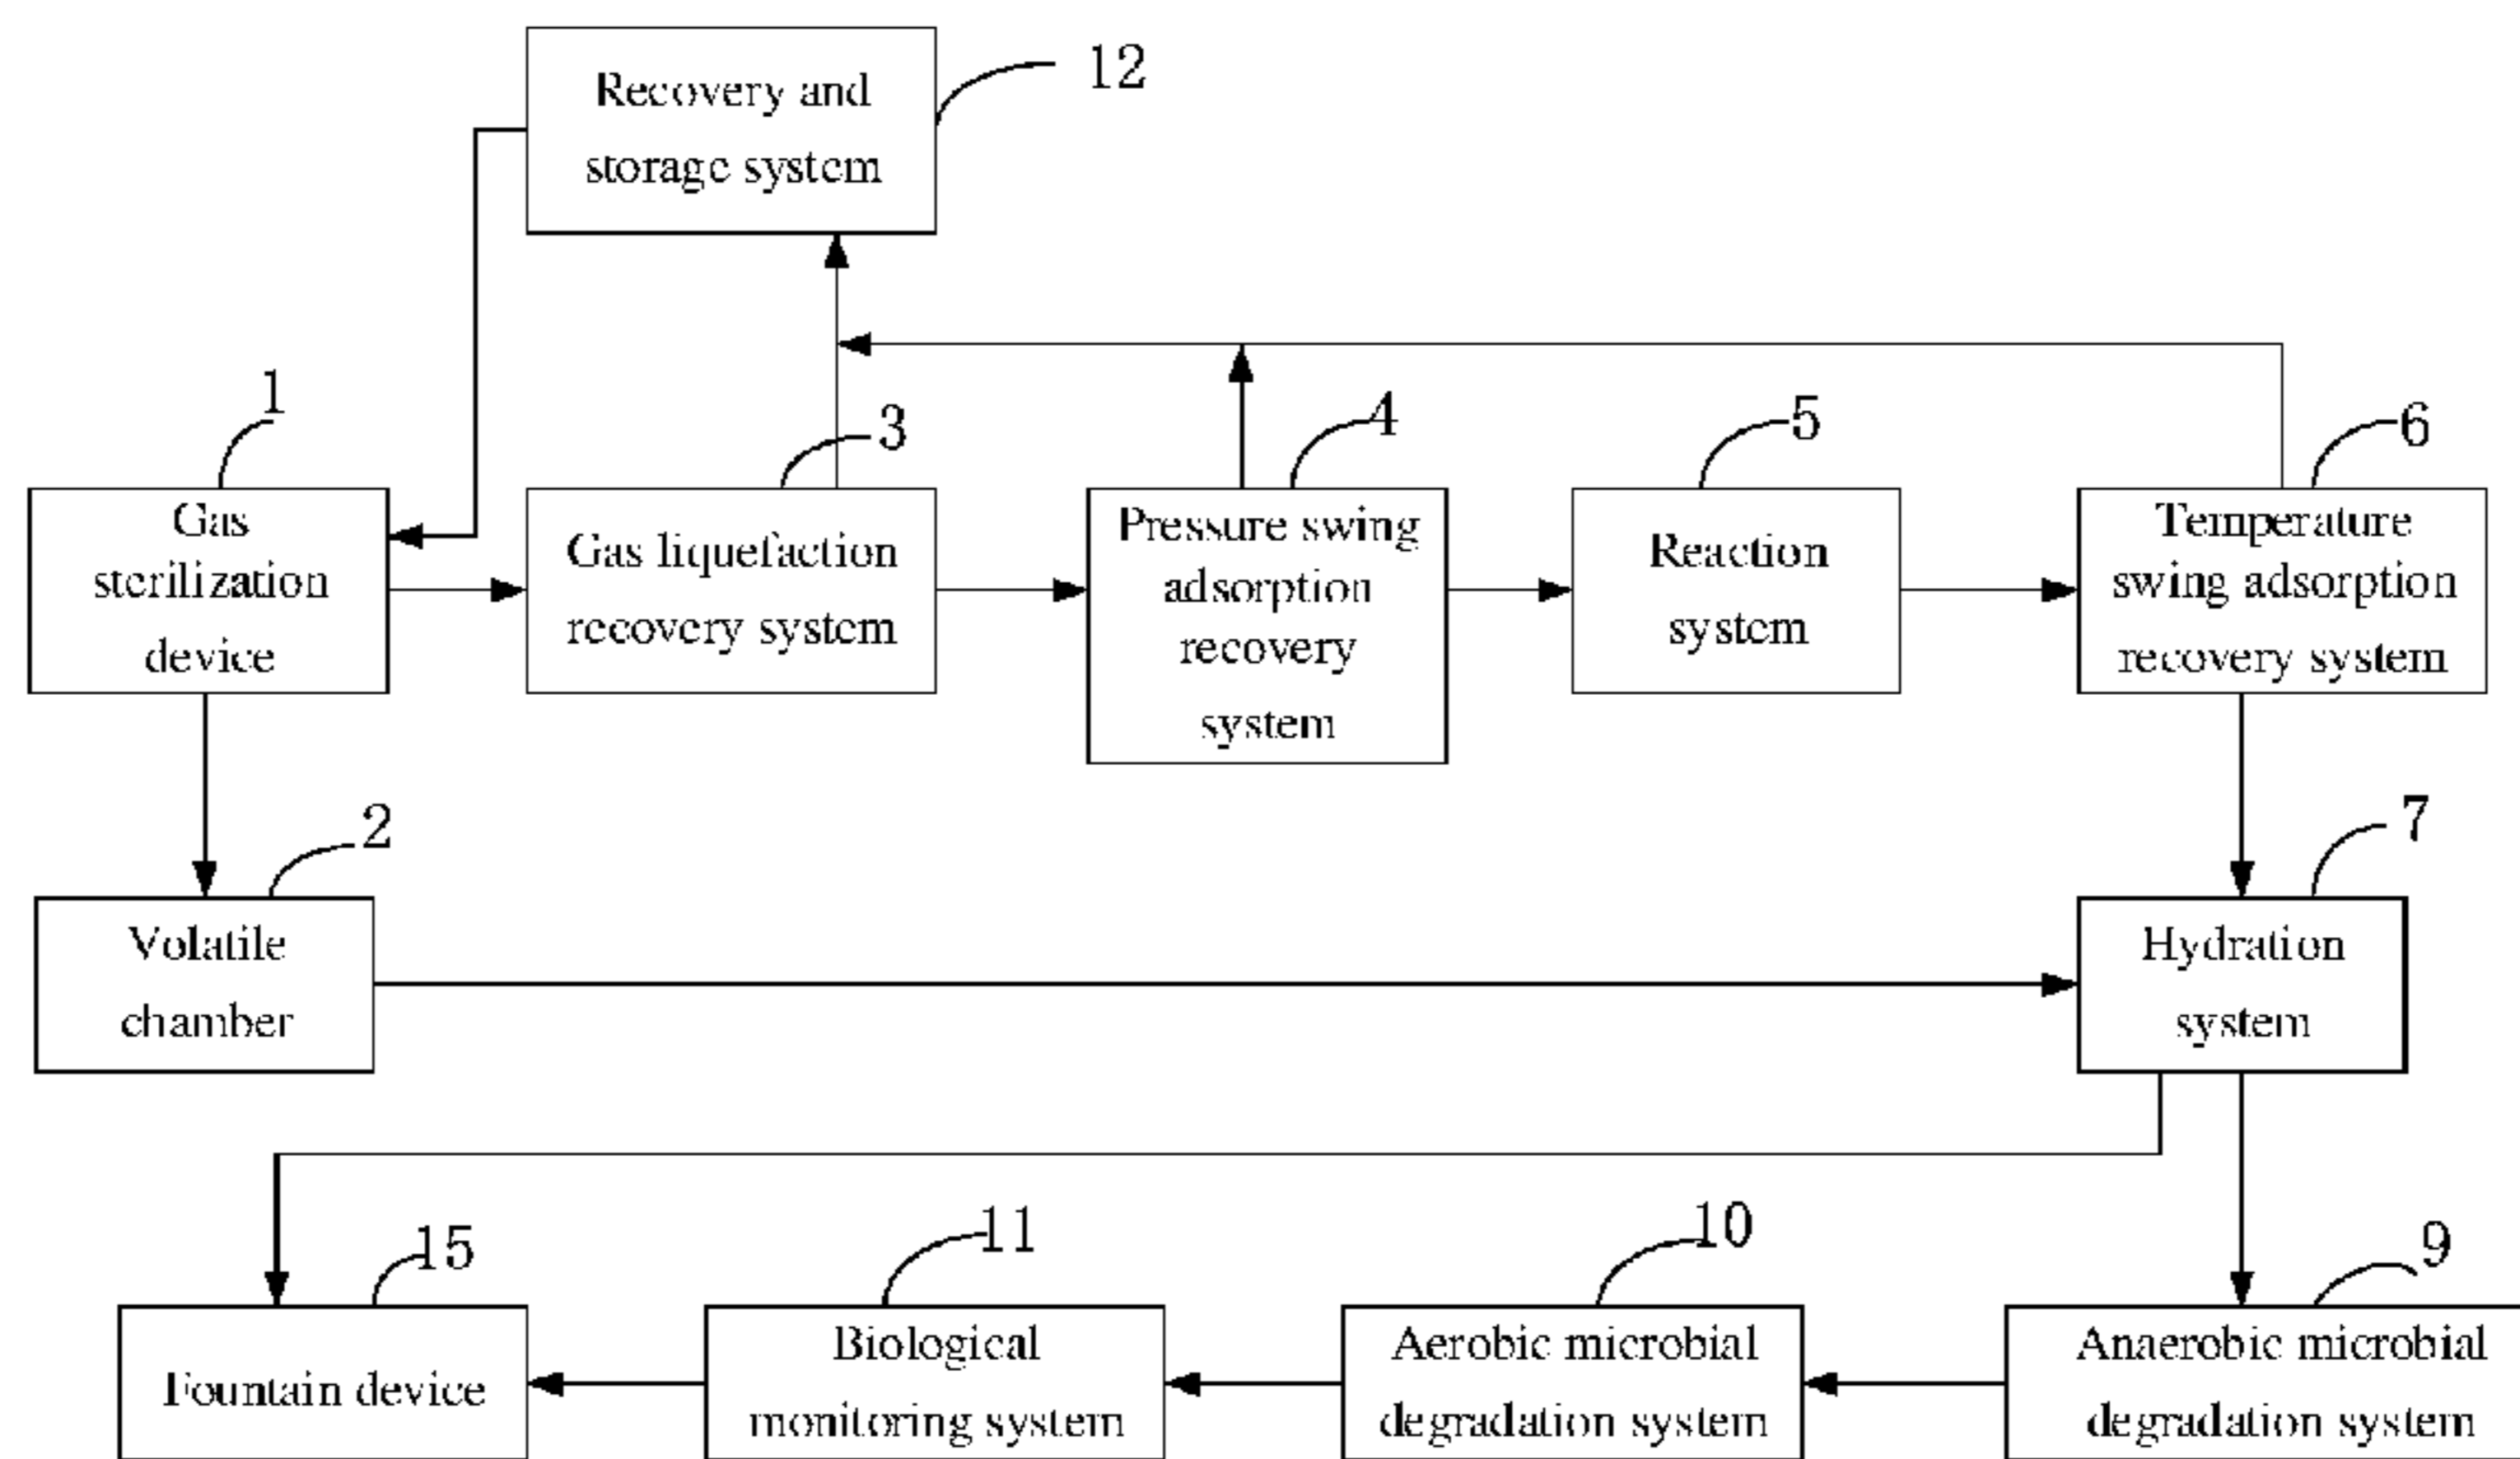 Recovery and
storage system
12
1
3
4
5
6
Gas
sterilization
device
Gas liquefaction
recovery system
Pressure swing
adsorption
recovery
system
Reaction
system
Temperature
swing adsorption
recovery system
2
7
Volatile
chamber
Hydration
system
15
11
10
9
Fountain device
Biological
monitoring system
Aerobic microbial
degradation system
Anaerobic microbial
degradation system